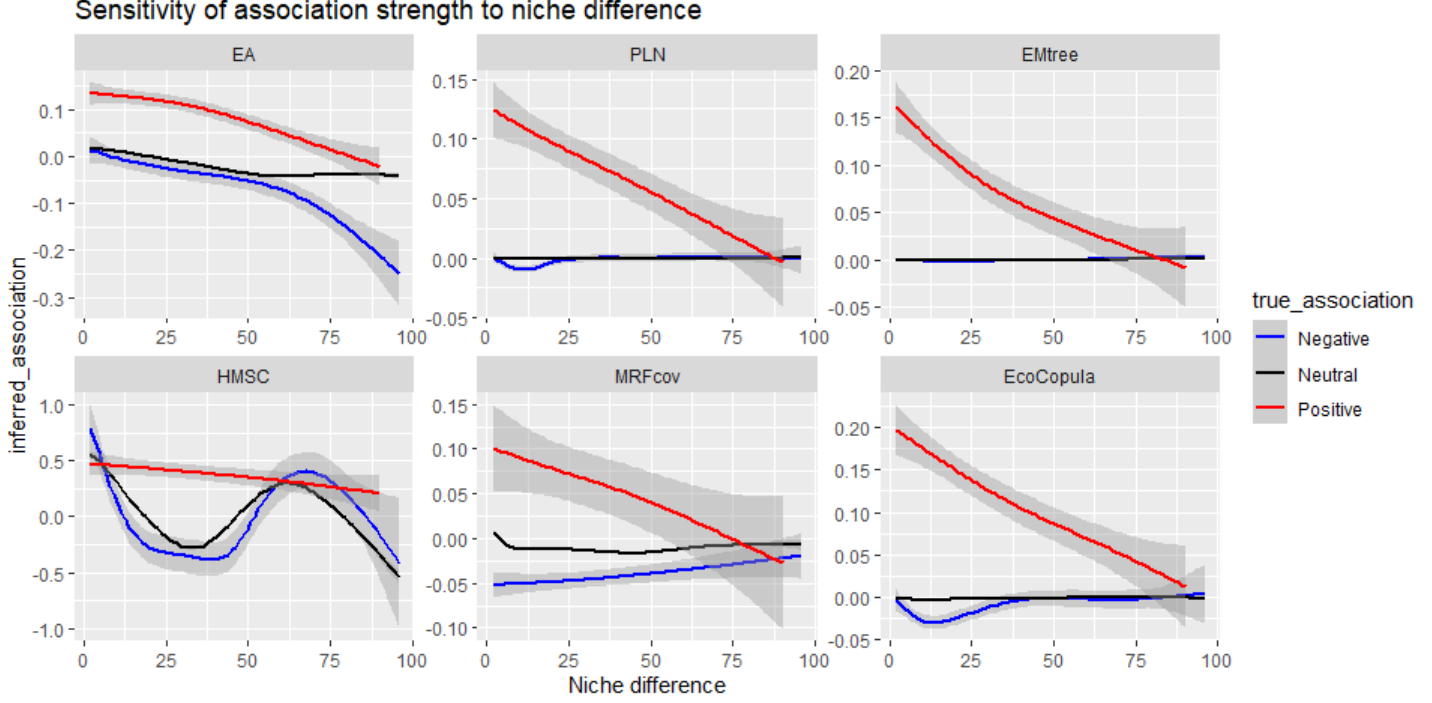 Sensitivity of association strength to niche difference
EA
PLN
EMtree
0.1
0.0
-0.1
-0.2
-0.3
0.15
0.10
0.05
0.00
-0.05
0.20
0.15
0.10
0.05
0.00
-0.05
0 25 50 75 100
0 25 50 75 100
0 25 50 75 100
inferred_association
HMSC
MRFcov
EcoCopula
1.0
0.5
0.0
-0.5
-1.0
0.15
0.10
0.05
0.00
-0.05
-0.10
0.20
0.15
0.10
0.05
0.00
-0.05
0 25 50 75 100
0 25 50 75 100
0 25 50 75 100
Niche difference
true_association
Negative
Neutral
Positive